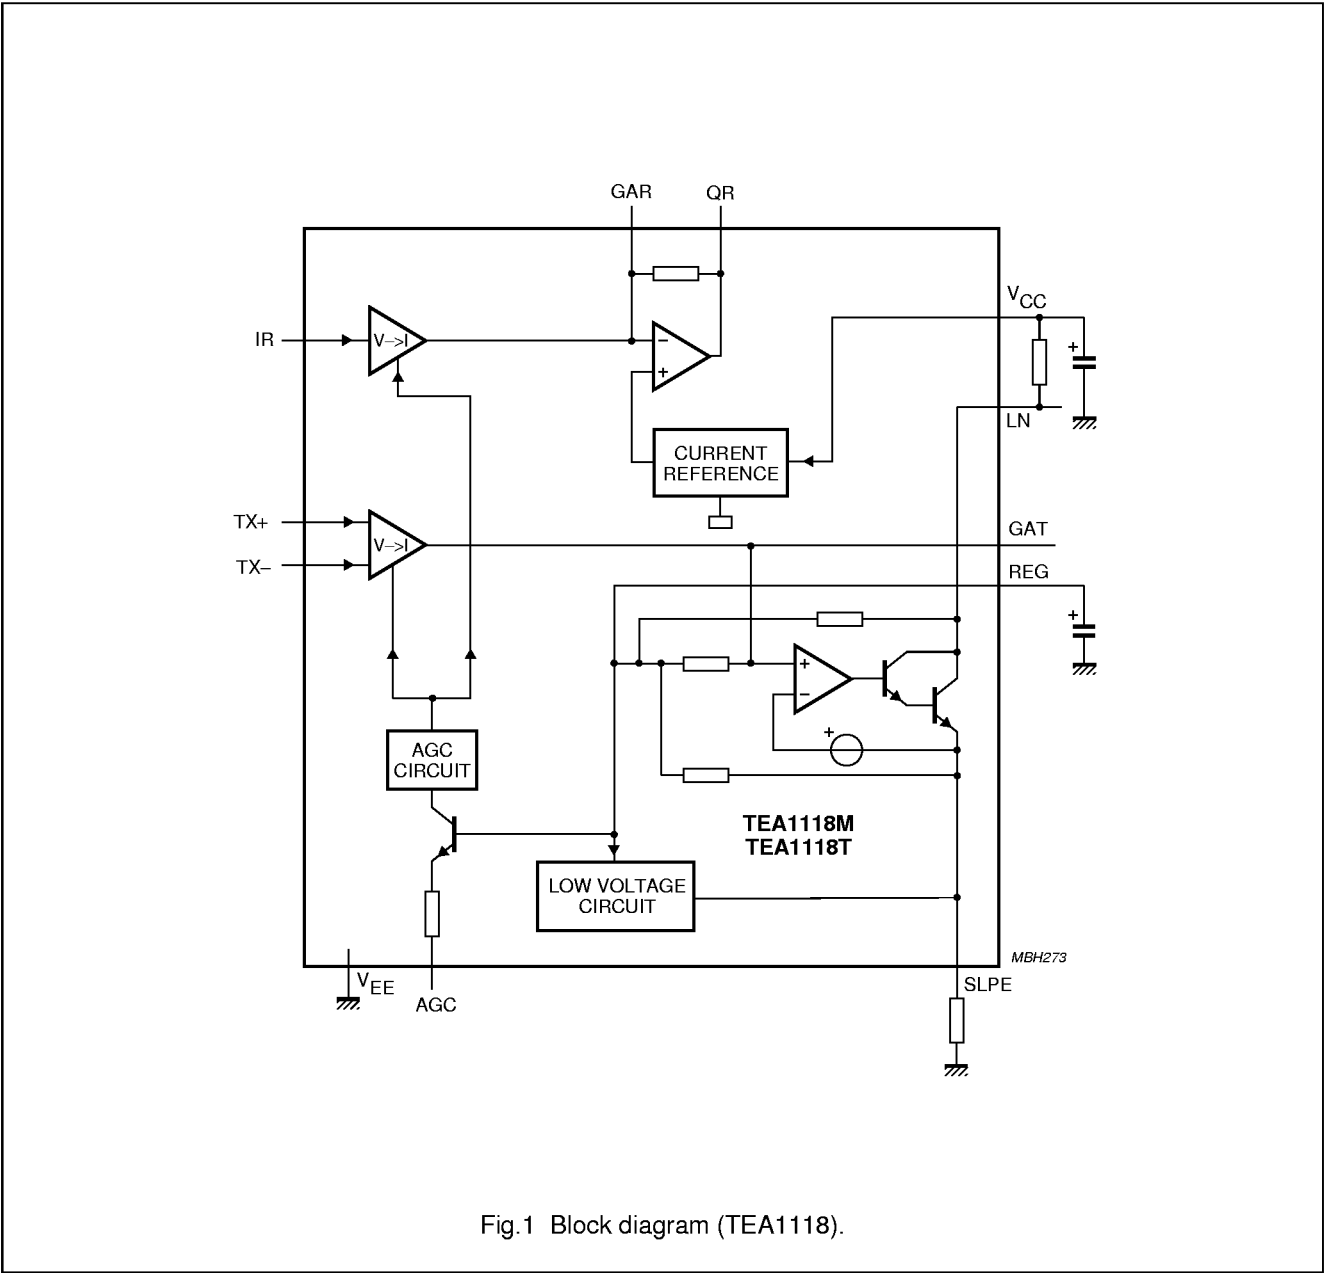 GAR
QR
VCC
IR
V–>I
–
+
+
LN
CURRENT
REFERENCE
TX+
GAT
V–>I
TX–
REG
+
+
–
+
AGC
CIRCUIT
TEA1118M
TEA1118T
LOW VOLTAGE
CIRCUIT
MBH273
VEE
SLPE
AGC
Fig.1 Block diagram (TEA1118).